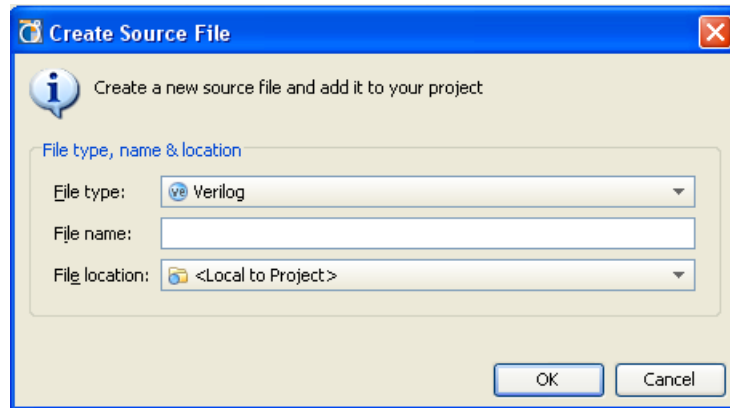 Create Source File
Create a new source file and add it to your project
File type, name & location
File type: ve Verilog
File name:
File location: <Local to Project>
OK Cancel